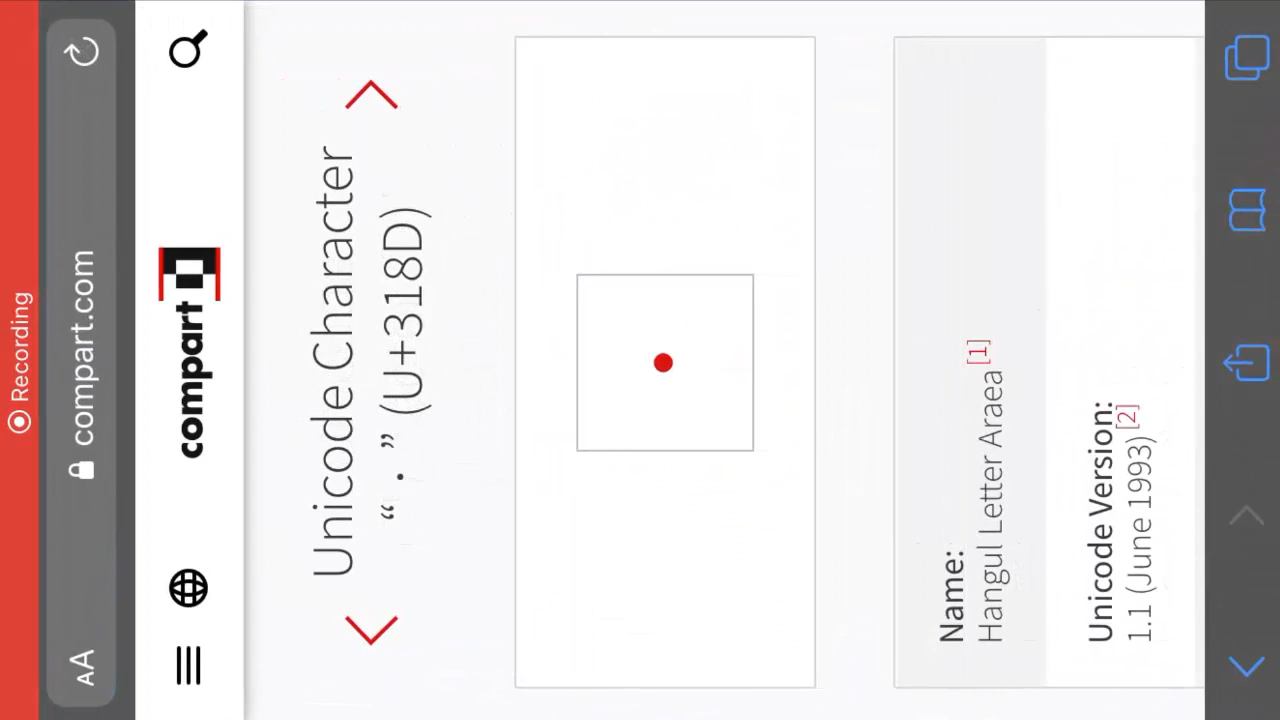 Recording
AA
compart.com
compart
Unicode Character
“ㆍ” (U+318D)
ㆍ
Name:
Hangul Letter Araea[1]
Unicode Version:
1.1 (June 1993)[2]